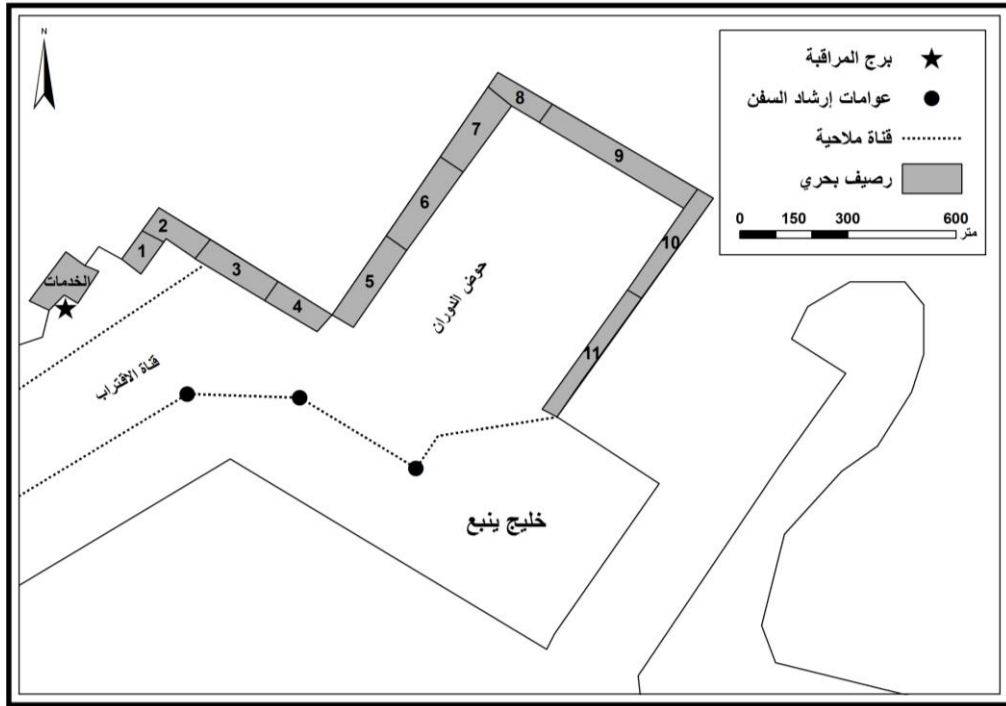 N
برج المراقبة
عوامات إرشاد السفن
قناة ملاحية
رصيف بحري
0 150 300 600
متر
8
7
9
6
2
1
3
10
5
4
الخدمات
حوض الدوران
11
قناة الاقتراب
خليج ينبع